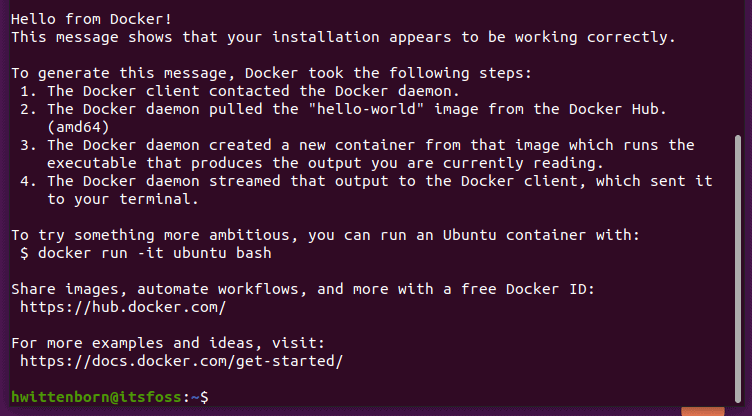 Hello from Docker!
This message shows that your installation appears to be working correctly.
To generate this message, Docker took the following steps:
1. The Docker client contacted the Docker daemon.
2. The Docker daemon pulled the "hello-world" image from the Docker Hub.
(amd64)
3. The Docker daemon created a new container from that image which runs the
executable that produces the output you are currently reading.
4. The Docker daemon streamed that output to the Docker client, which sent it
to your terminal.
To try something more ambitious, you can run an Ubuntu container with:
$ docker run -it ubuntu bash
Share images, automate workflows, and more with a free Docker ID:
https://hub.docker.com/
For more examples and ideas, visit:
https://docs.docker.com/get-started/
hwittenborn@itsfoss:~$